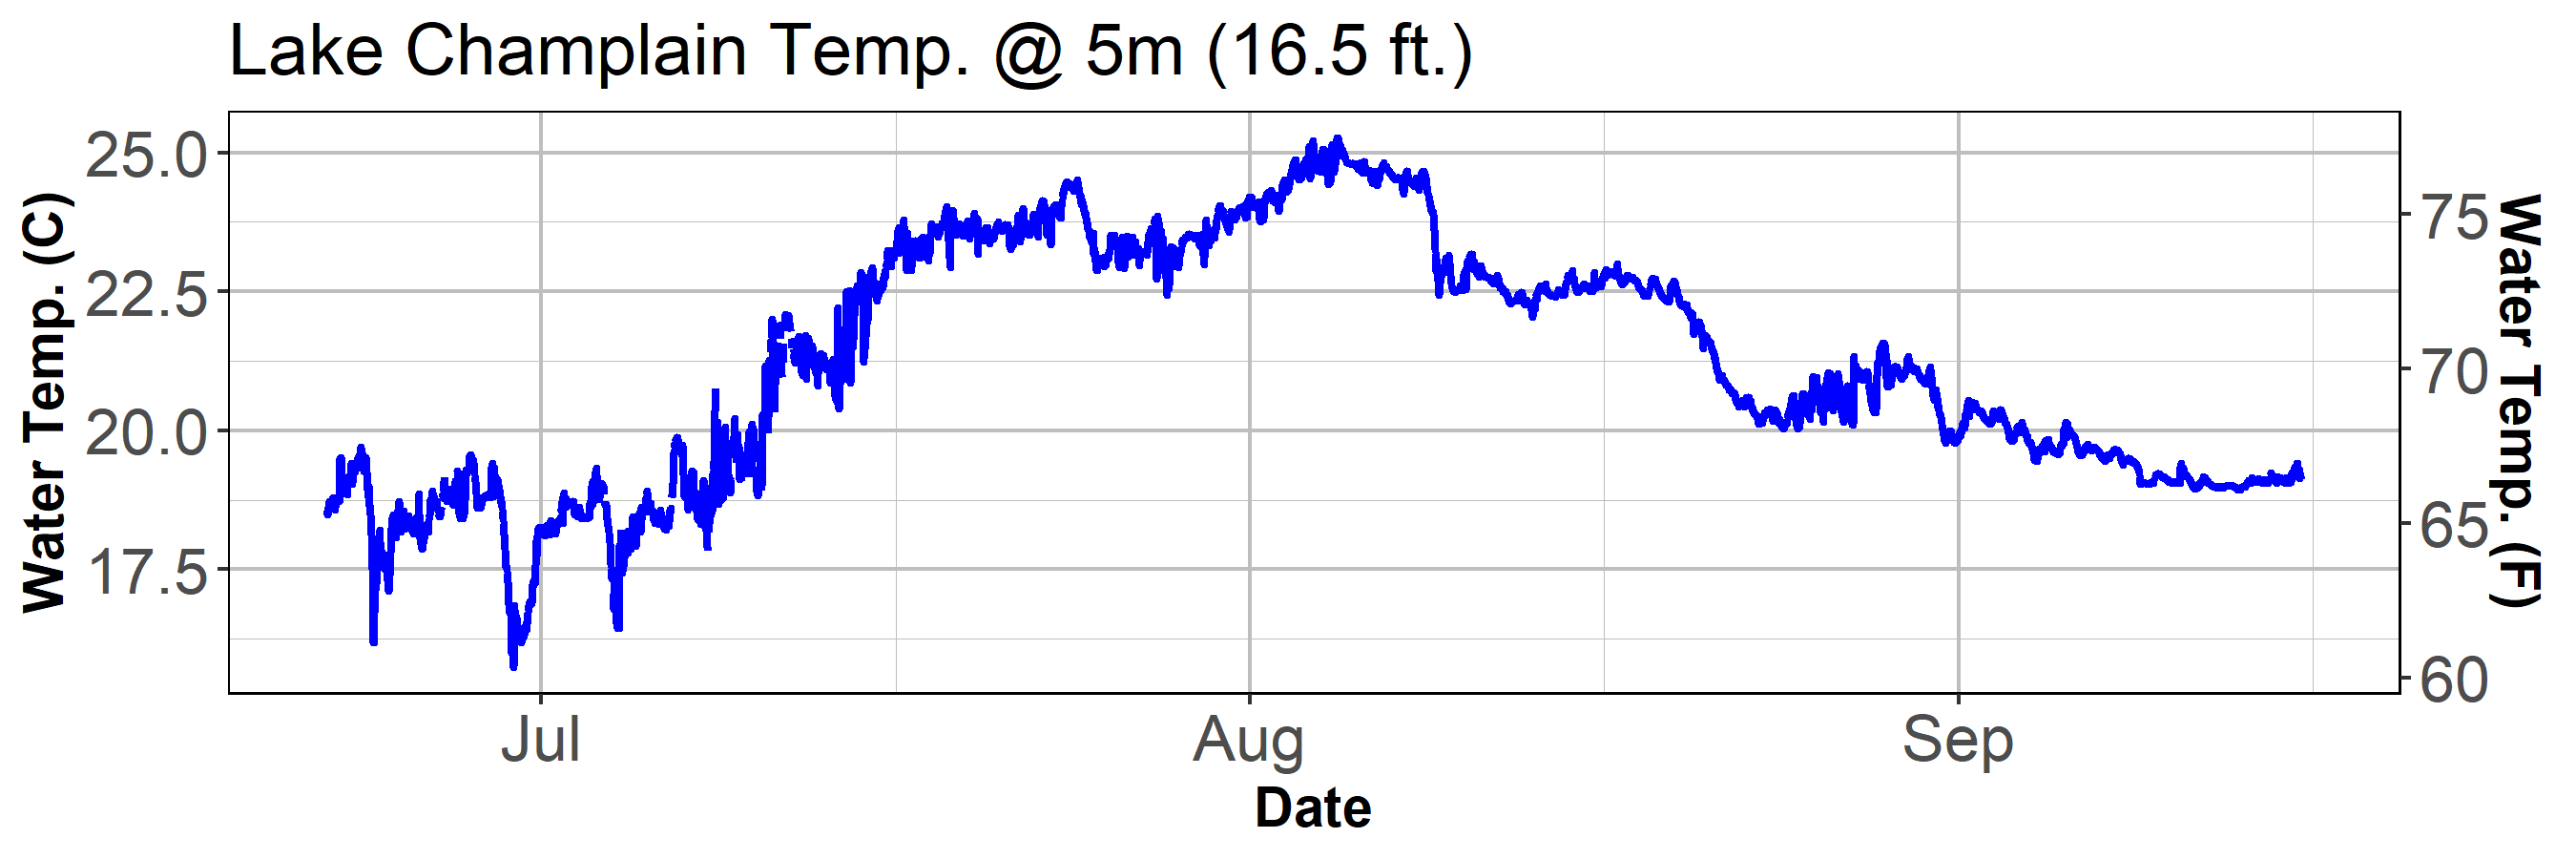 Lake Champlain Temp. @ 5m (16.5 ft.)
Water Temp. (C)
25.0
22.5
20.0
17.5
75
70
65
60
Water Temp. (F)
Jul Aug Sep
Date